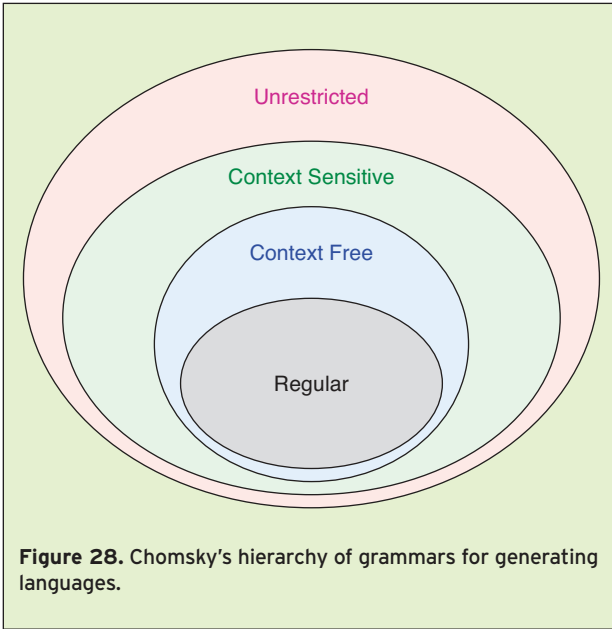 Unrestricted
Context Sensitive
Context Free
Regular
Figure 28. Chomsky's hierarchy of grammars for generating
languages.